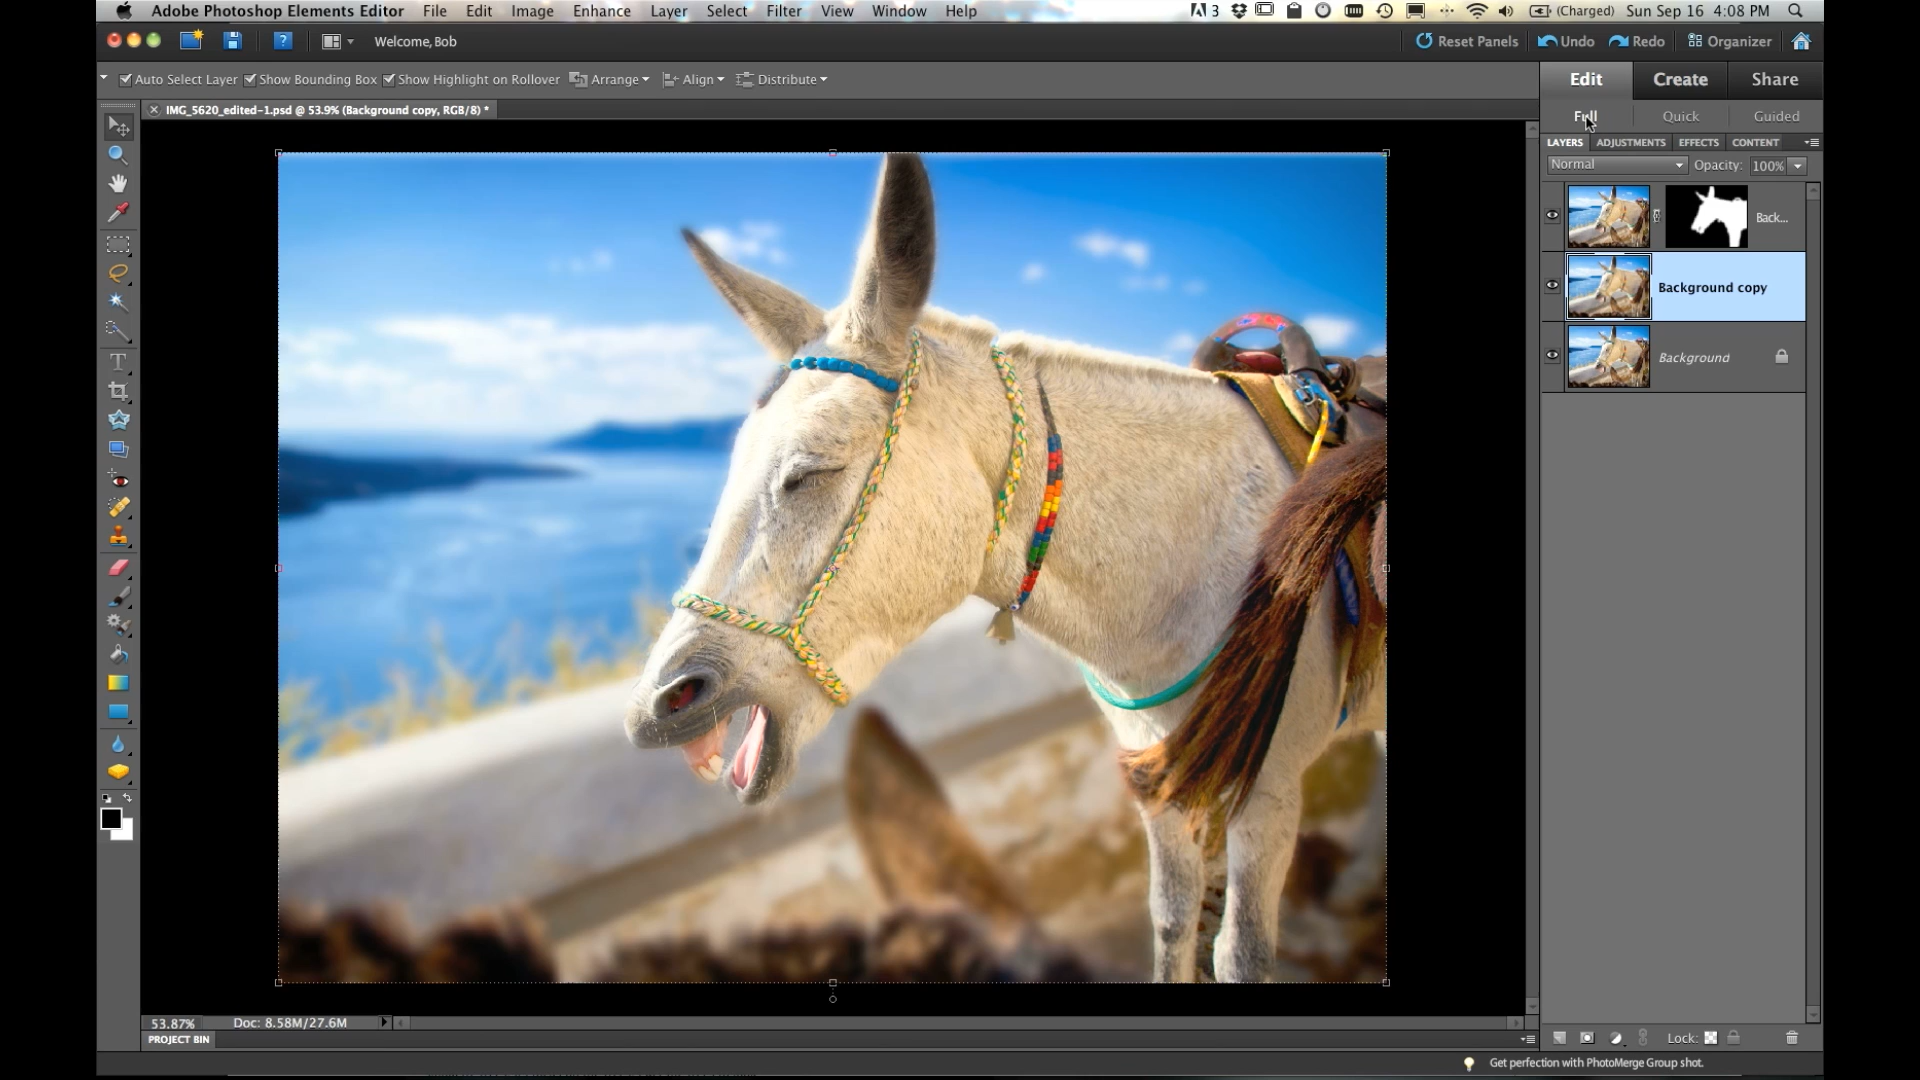 Adobe Photoshop Elements Editor File Edit Image Enhance Layer Select Filter View Window Help 3 (Charged) Sun Sep 16 4:08 PM
Welcome, Bob Reset Panels Undo Redo Organizer
Auto Select Layer Show Bounding Box Show Highlight on Rollover Arrange Align Distribute
Edit Create Share
IMG_5620_edited-1.psd @ 53.9% (Background copy, RGB/8) *
Full Quick Guided
LAYERS ADJUSTMENTS EFFECTS CONTENT
Normal Opacity: 100%
Back...
Background copy
Background
T
53.87% Doc: 8.58M/27.6M
PROJECT BIN
Lock:
Get perfection with PhotoMerge Group shot.